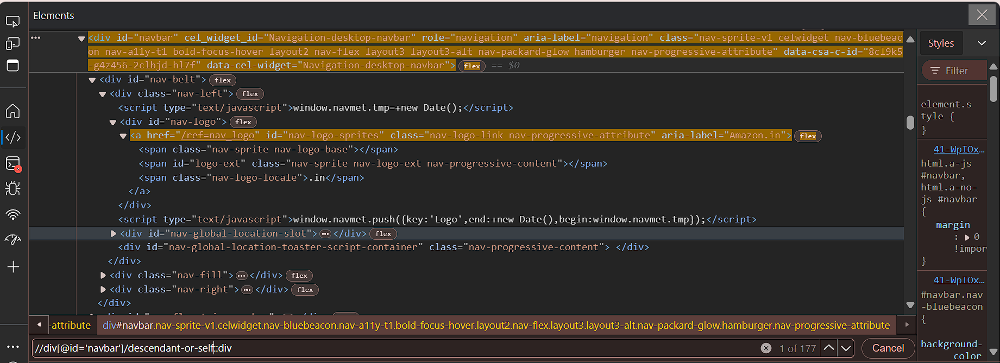 Elements
<div id="navbar" cel_widget_id="Navigation-desktop-navbar" role="navigation" aria-label="navigation" class="nav-sprite-v1 celwidget nav-bluebeac
on nav-a11y-t1 bold-focus-hover layout2 nav-flex layout3 layout3-alt nav-packard-glow hamburger nav-progressive-attribute" data-csa-c-id="8cl9k5
-g4z456-2clbjd-hl7f" data-cel-widget="Navigation-desktop-navbar"> flex == $0
<div id="nav-belt"> flex
<div class="nav-left"> flex
<script type="text/javascript">window.navmet.tmp=+new Date();</script>
<div id="nav-logo"> flex
<a href="/ref=nav_logo" id="nav-logo-sprites" class="nav-logo-link nav-progressive-attribute" aria-label="Amazon.in"> flex
<span class="nav-sprite nav-logo-base"></span>
<span id="logo-ext" class="nav-sprite nav-logo-ext nav-progressive-content"></span>
<span class="nav-logo-locale">.in</span>
</a>
</div>
<script type="text/javascript">window.navmet.push({key:'Logo',end:+new Date(),begin:window.navmet.tmp});</script>
<div id="nav-global-location-slot"> … </div> flex
<div id="nav-global-location-toaster-script-container" class="nav-progressive-content"> </div>
</div>
<div class="nav-fill"> … </div> flex
<div class="nav-right"> … </div> flex
</div>
-attribute div#navbar.nav-sprite-v1.celwidget.nav-bluebeacon.nav-a11y-t1.bold-focus-hover.layout2.nav-flex.layout3.layout3-alt.nav-packard-glow.hamburger.nav-progressive-attribute
//div[@id='navbar']/descendant-or-self::div 1 of 177 Cancel
Styles
Filter
element.s
tyle {
}
41-WpIOx…
html.a-js
#navbar,
html.a-no-
js #navbar
{
margin
: 0
!impor
}
41-WpIOx…
#navbar.nav
-bluebeacon
{
background-
color